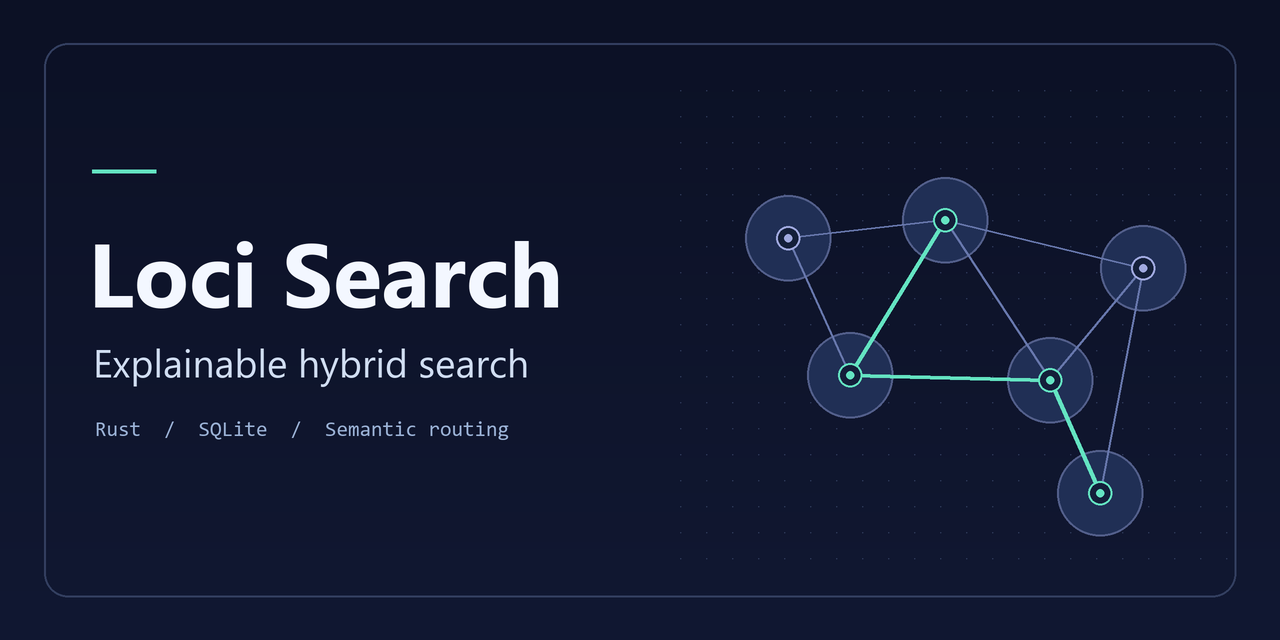 Loci Search
Explainable hybrid search
Rust / SQLite / Semantic routing